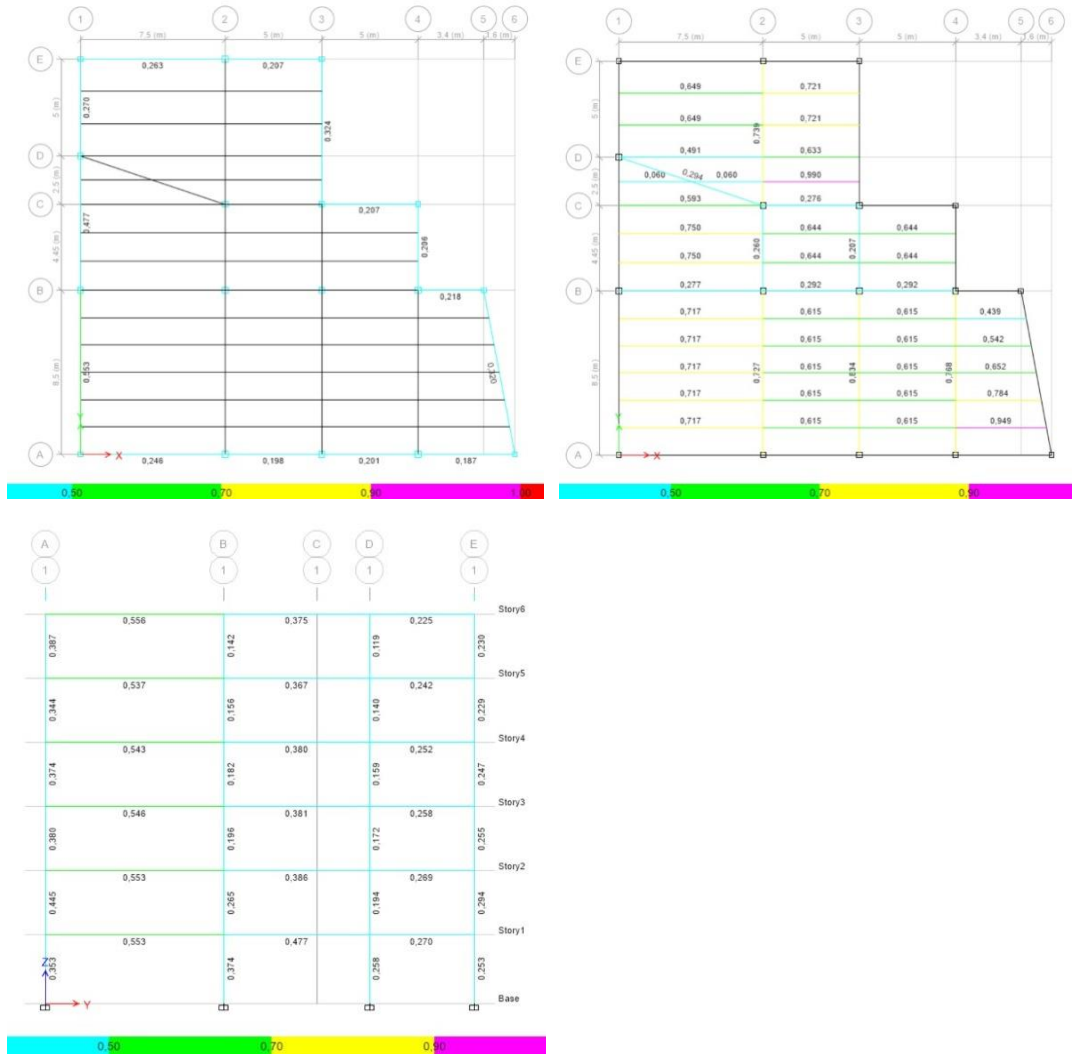 1 2 3 4 5 6
7.5 (m) 5 (m) 5 (m) 3.4 (m) 1.6 (m)
E
0,263 0,207
5 (m)
0,270
0,324
D
2.5 (m)
C
0,477
0,207
4.45 (m)
0,206
B
0,218
8.5 (m)
0,553
0,320
Y
A
X
0,246 0,198 0,201 0,187
0,50 0,70 0,90 1,00
1 2 3 4 5 6
7.5 (m) 5 (m) 5 (m) 3.4 (m) 1.6 (m)
E
0,649 0,721
5 (m)
0,649 0,721
0,739
D
0,491 0,633
2.5 (m)
0,060 0,294 0,060 0,990
C
0,593 0,276
0,750 0,644 0,644
4.45 (m)
0,260 0,207
0,750 0,644 0,644
B
0,277 0,292 0,292
0,717 0,615 0,615 0,439
0,717 0,615 0,615 0,542
8.5 (m)
0,727 0,834 0,768
0,717 0,615 0,615 0,652
0,717 0,615 0,615 0,784
Y
0,717 0,615 0,615 0,949
A
X
0,50 0,70 0,90
A B C D E
1 1 1 1 1
Story6
0,556 0,375 0,225
0,387 0,142 0,119 0,230
Story5
0,537 0,367 0,242
0,344 0,156 0,140 0,229
Story4
0,543 0,380 0,252
0,374 0,182 0,159 0,247
Story3
0,546 0,381 0,258
0,380 0,196 0,172 0,255
Story2
0,553 0,386 0,269
0,445 0,265 0,194 0,294
Story1
0,553 0,477 0,270
0,353 0,374 0,258 0,253
Z
Y
Base
0,50 0,70 0,90